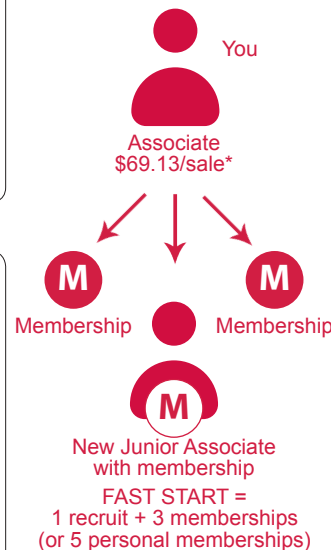 You
Associate
$69.13/sale*
M
M
Membership
Membership
M
New Junior Associate
with membership
FAST START =
1 recruit + 3 memberships
(or 5 personal memberships)